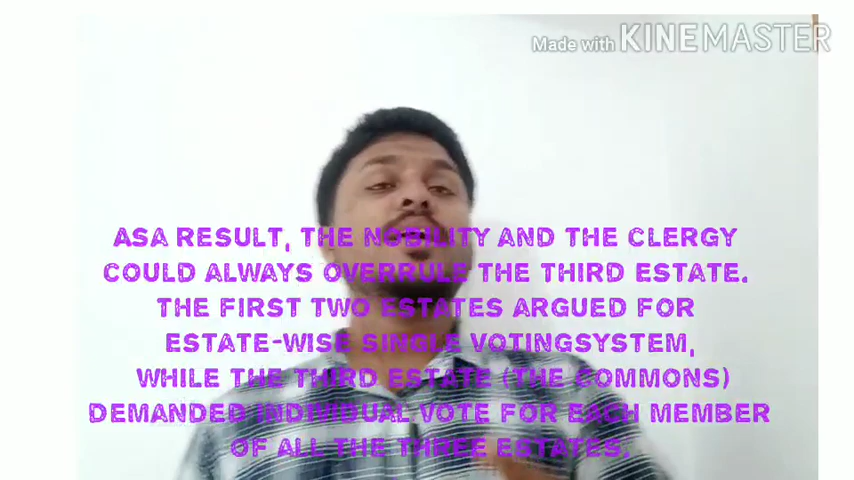 Made with KINEMASTER
ASA RESULT, THE NOBILITY AND THE CLERGY
COULD ALWAYS OVERRULE THE THIRD ESTATE.
THE FIRST TWO ESTATES ARGUED FOR
ESTATE-WISE SINGLE VOTINGSYSTEM,
WHILE THE THIRD ESTATE (THE COMMONS)
DEMANDED INDIVIDUAL VOTE FOR EACH MEMBER
OF ALL THE THREE ESTATES.